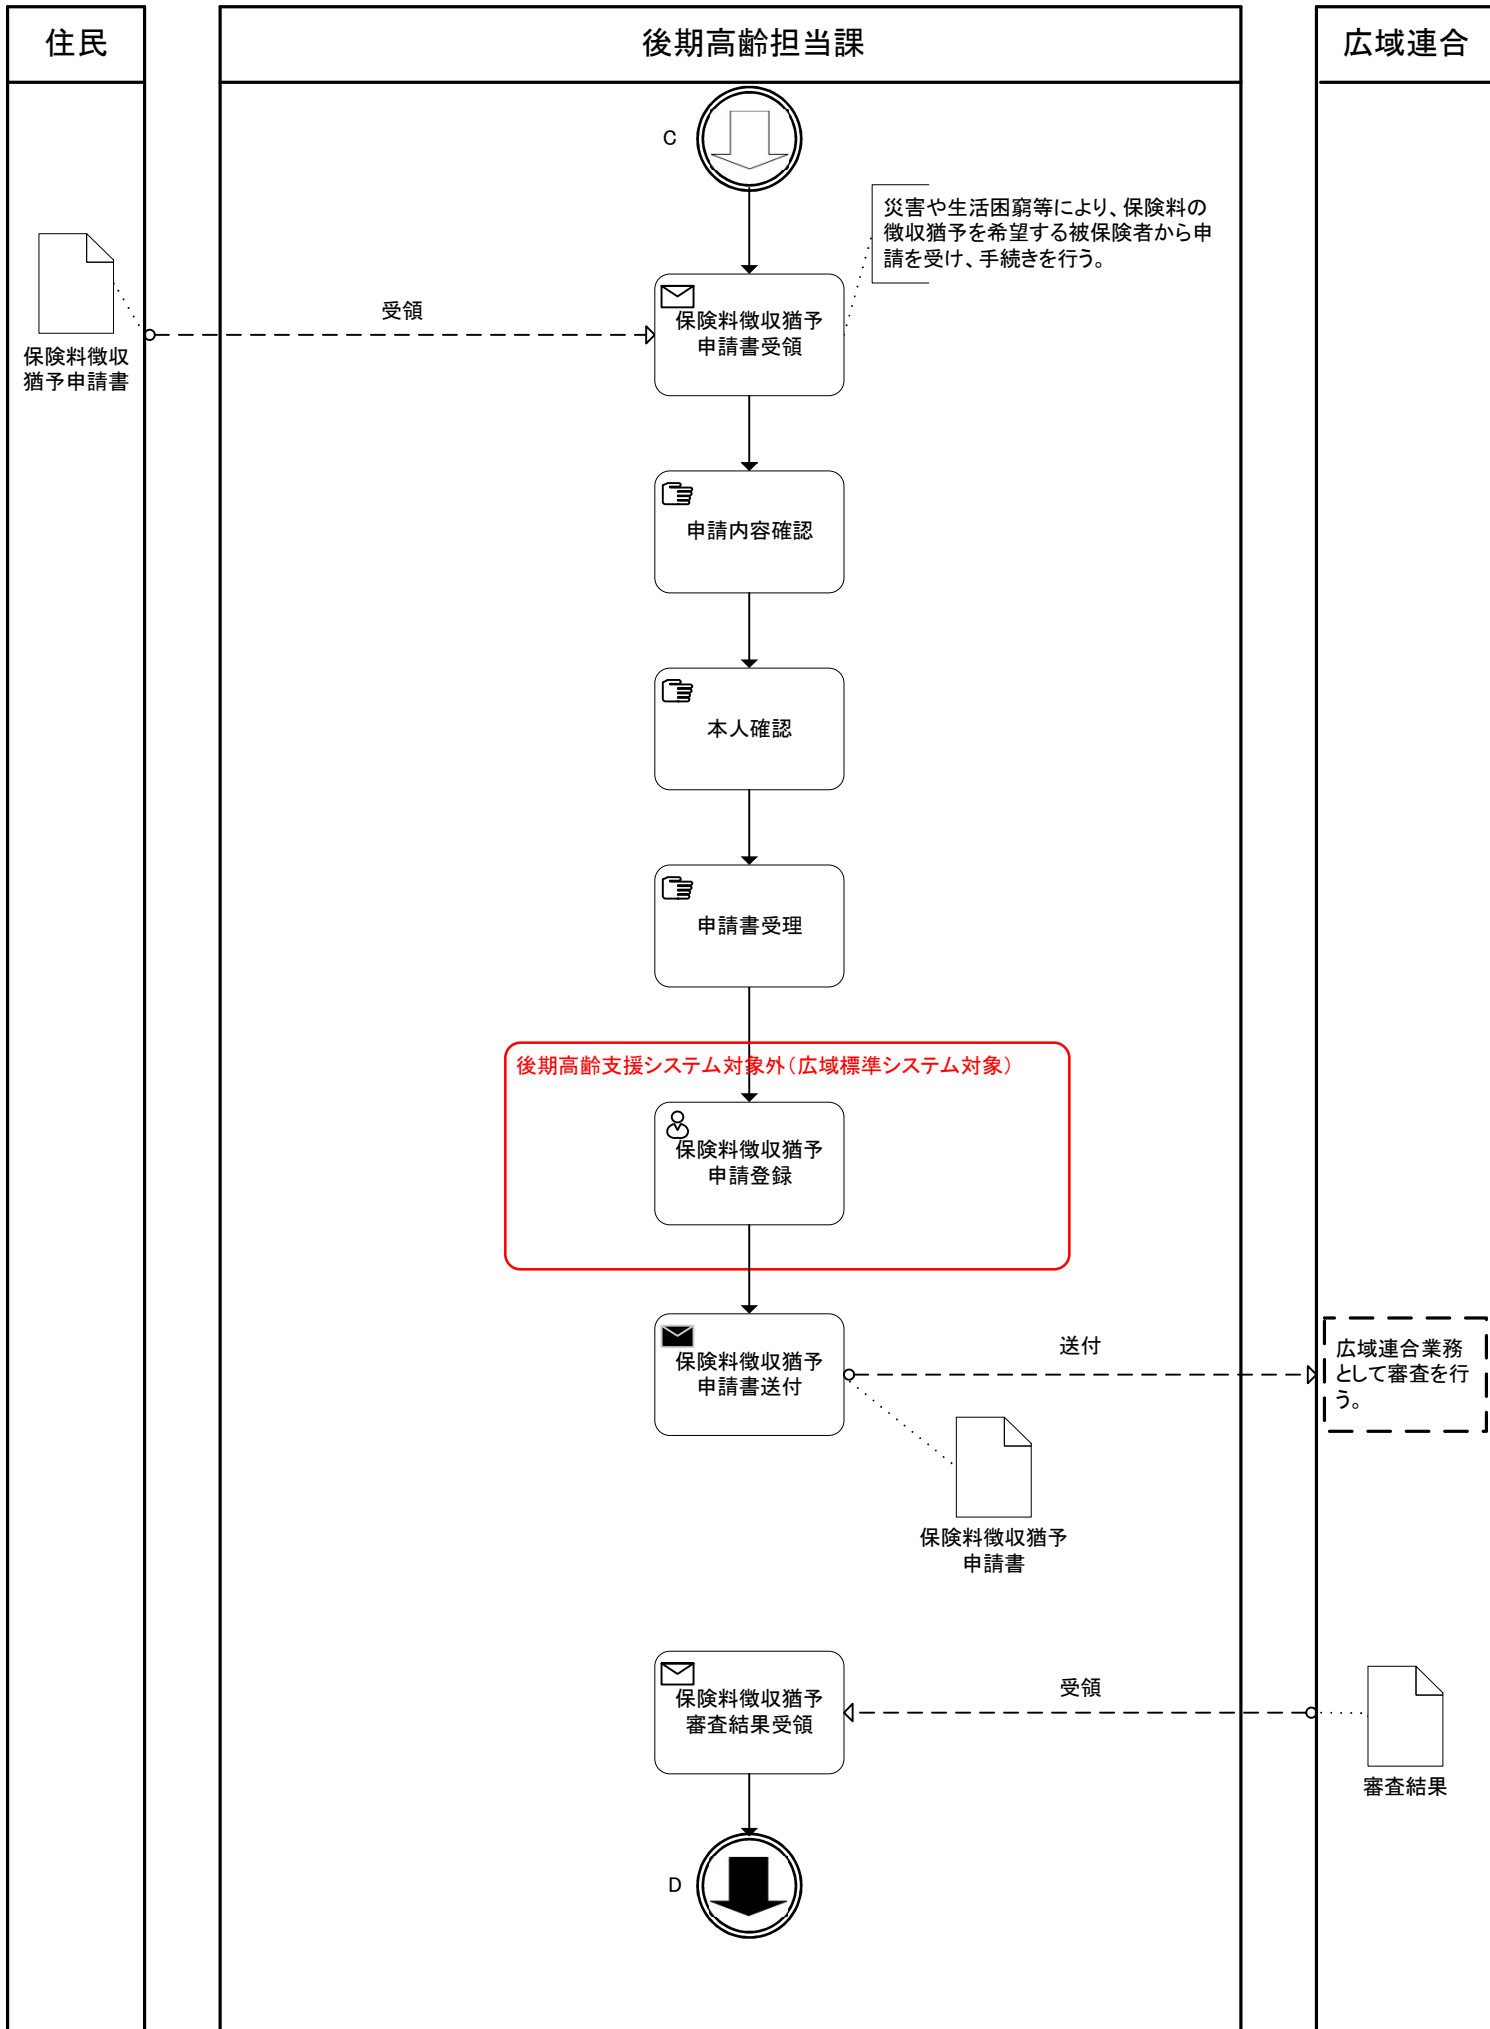 住民
後期高齢担当課
広域連合
C
災害や生活困窮等により、保険料の
徴収猶予を希望する被保険者から申
請を受け、手続きを行う。
受領
保険料徴収猶予
申請書受領
保険料徴収
猶予申請書
申請内容確認
本人確認
申請書受理
後期高齢支援システム対象外（広域標準システム対象）
保険料徴収猶予
申請登録
保険料徴収猶予
申請書送付
送付
広域連合業務
として審査を行
う。
保険料徴収猶予
申請書
保険料徴収猶予
審査結果受領
受領
審査結果
D